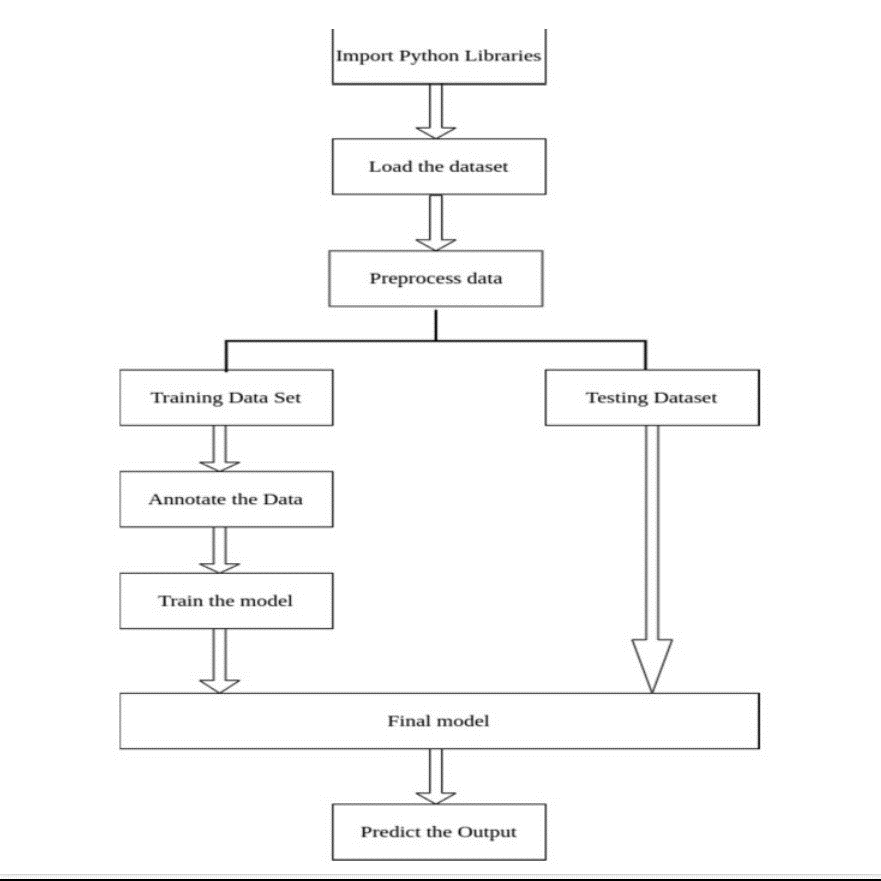 Import Python Libraries
Load the dataset
Preprocess data
Training Data Set
Testing Dataset
Annotate the Data
Train the model
Final model
Predict the Output